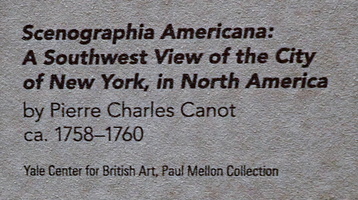 Scenographia Americana:
A Southwest View of the City
of New York, in North America
by Pierre Charles Canot
ca. 1758–1760
Yale Center for British Art, Paul Mellon Collection